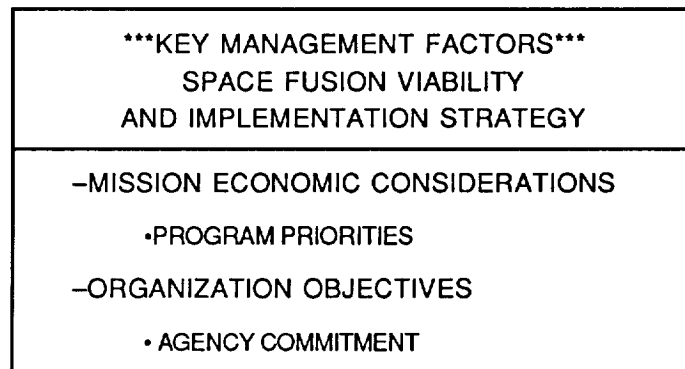 ***KEY MANAGEMENT FACTORS***
SPACE FUSION VIABILITY
AND IMPLEMENTATION STRATEGY
–MISSION ECONOMIC CONSIDERATIONS
•PROGRAM PRIORITIES
–ORGANIZATION OBJECTIVES
• AGENCY COMMITMENT